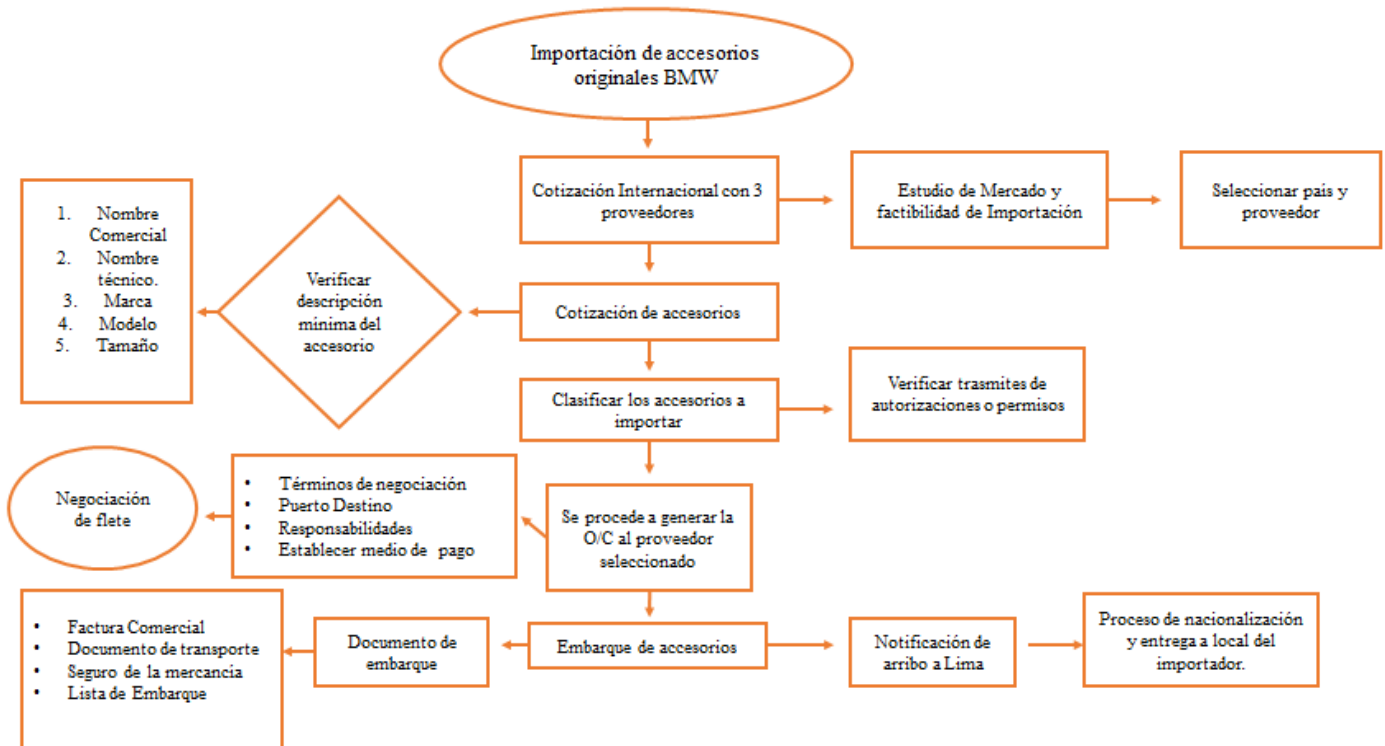 Importación de accesorios
originales BMW
Cotización Internacional con 3
proveedores
Estudio de Mercado y
factibilidad de Importación
Seleccionar pais y
proveedor
1. Nombre
Comercial
2. Nombre
técnico.
3. Marca
4. Modelo
5. Tamaño
Verificar
descripción
mínima del
accesorio
Cotización de accesorios
Clasificar los accesorios a
importar
Verificar trasmites de
autorizaciones o permisos
Negociación
de flete
• Términos de negociación
• Puerto Destino
• Responsabilidades
• Establecer medio de pago
Se procede a generar la
O/C al proveedor
seleccionado
• Factura Comercial
• Documento de transporte
• Seguro de la mercancía
• Lista de Embarque
Documento de
embarque
Embarque de accesorios
Notificación de
arribo a Lima
Proceso de nacionalización
y entrega a local del
importador.